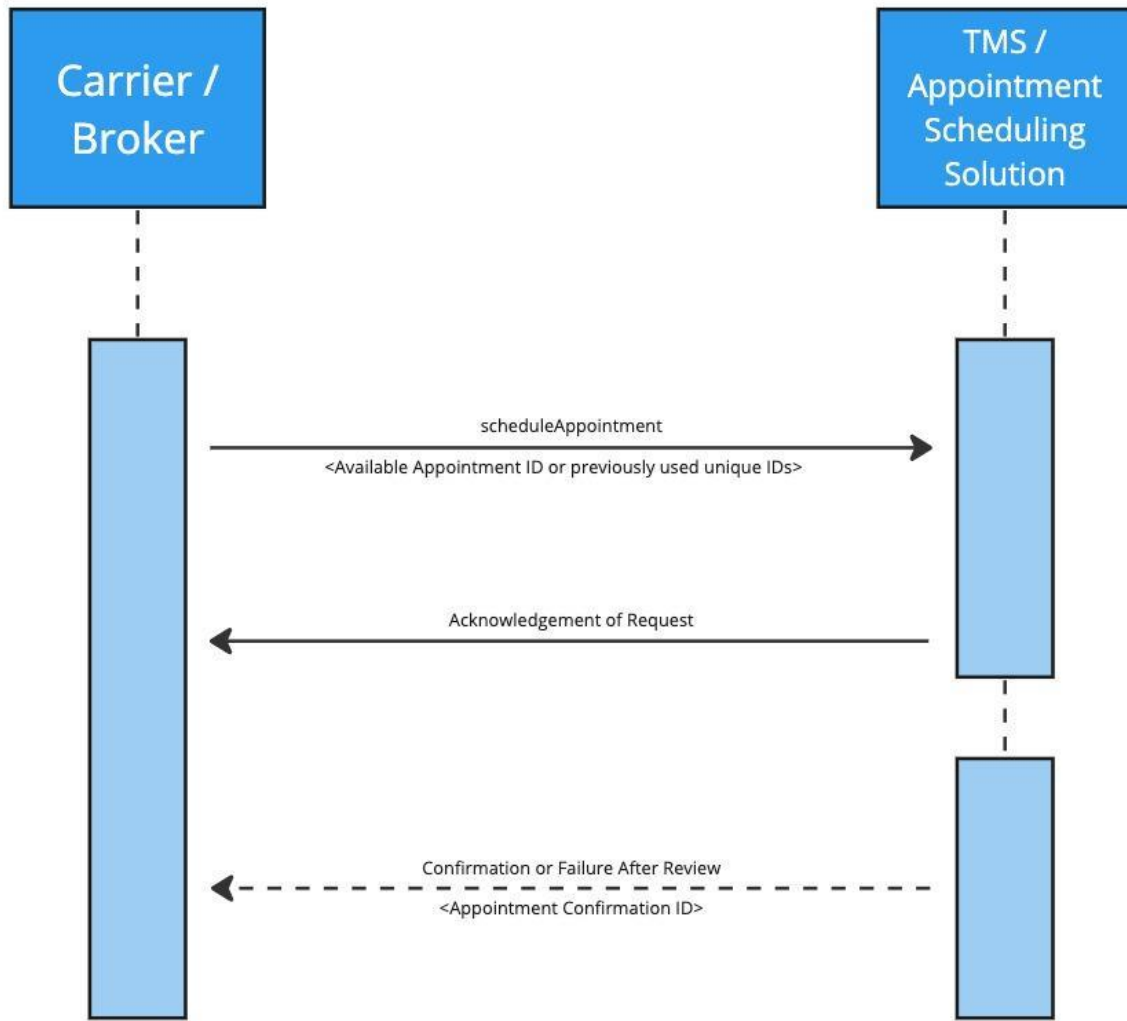 Carrier /
Broker
TMS /
Appointment
Scheduling
Solution
scheduleAppointment
<Available Appointment ID or previously used unique IDs>
Acknowledgement of Request
Confirmation or Failure After Review
<Appointment Confirmation ID>